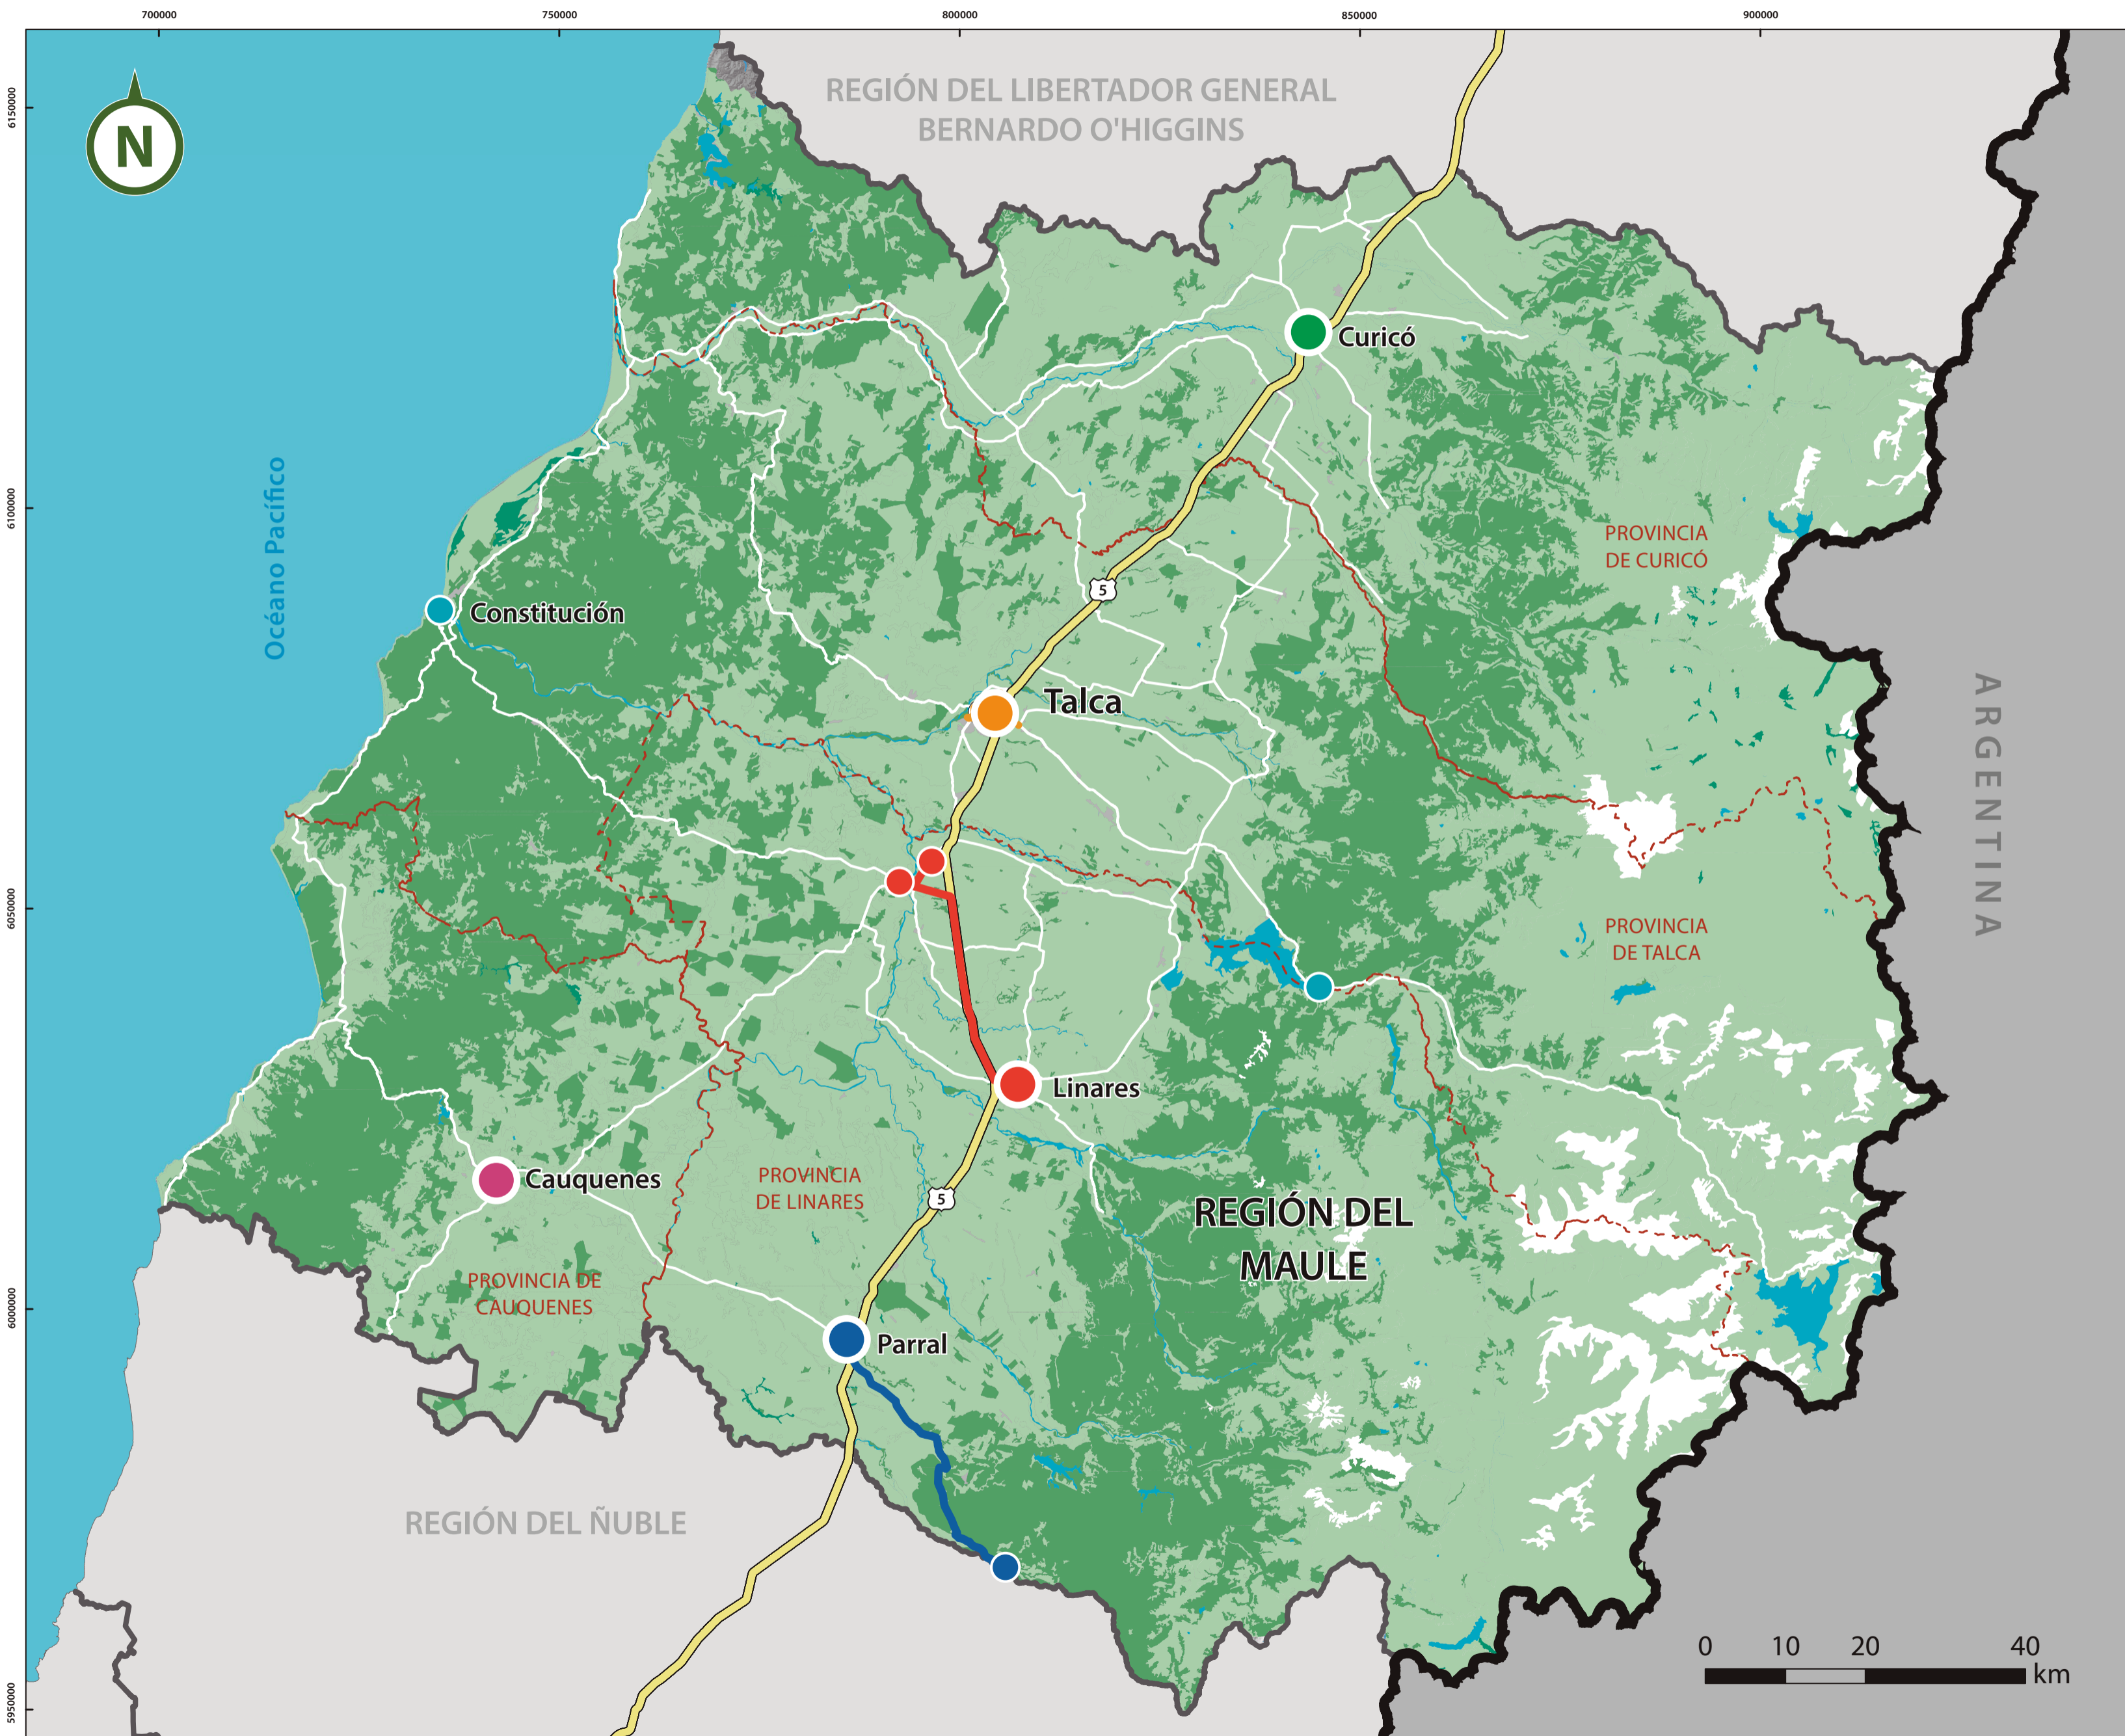 700000
750000
800000
850000
900000
6150000
6100000
6050000
6000000
5950000
N
REGIÓN DEL LIBERTADOR GENERAL
BERNARDO O'HIGGINS
Océano Pacífico
Curicó
PROVINCIA
DE CURICÓ
5
Constitución
Talca
ARGENTINA
PROVINCIA
DE TALCA
Linares
Cauquenes
PROVINCIA
DE LINARES
5
REGIÓN DEL
MAULE
PROVINCIA DE
CAUQUENES
Parral
REGIÓN DEL ÑUBLE
0 10 20 40
km